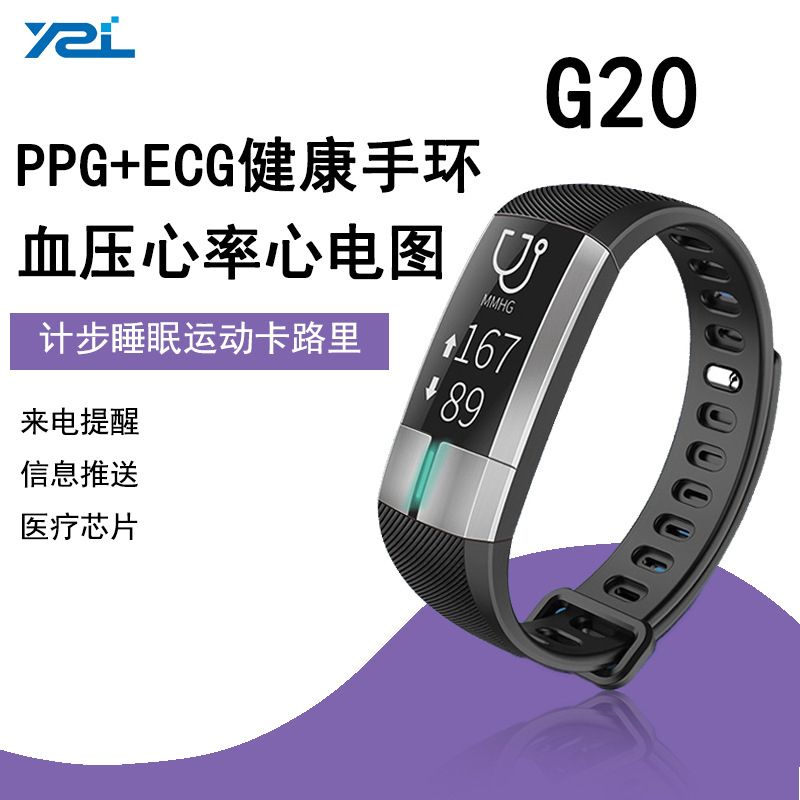 YZL
G20
PPG+ECG健康手环
血压心率心电图
计步睡眠运动卡路里
来电提醒
信息推送
医疗芯片
MMHG
167
89